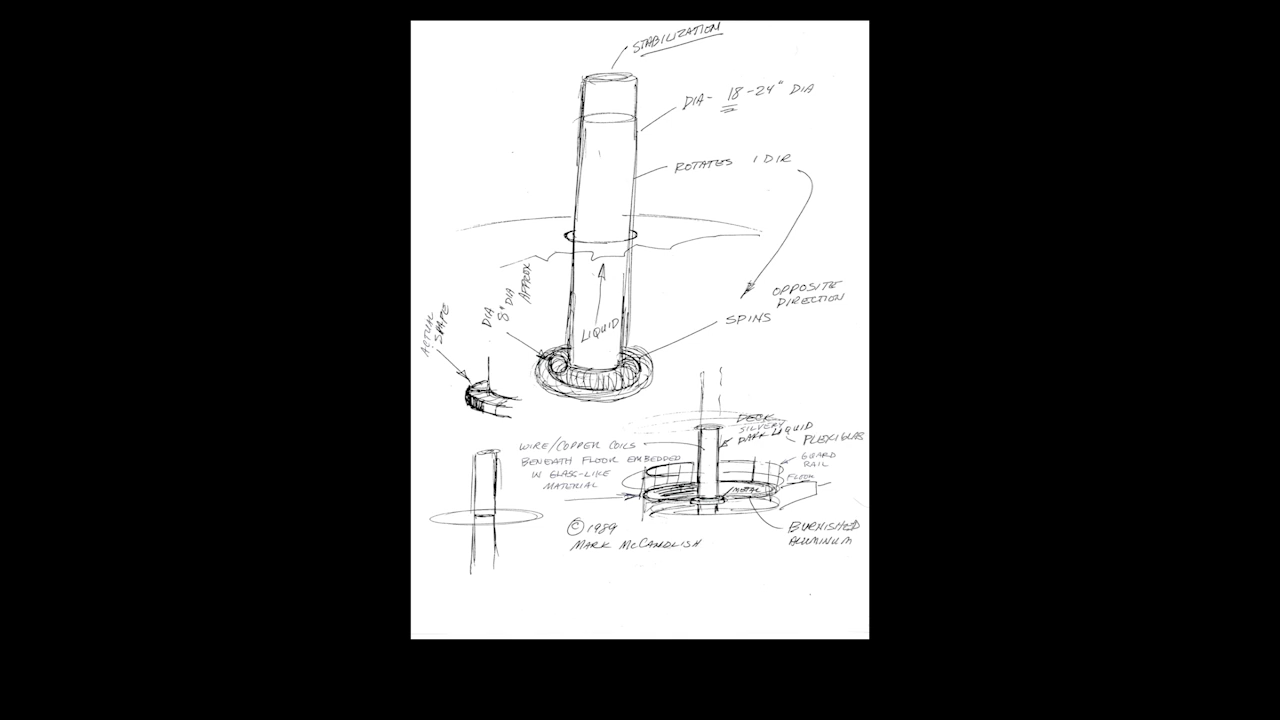 STABILIZATION
DIA- 18-24" DIA
ROTATES 1 DIR
OPPOSITE
DIRECTION
SPINS
DIA
8" DIA
APPROX
LIQUID
ACTUAL
SHAPE
DECK
SILVERY
DARK LIQUID
PLEXIGLAS
GUARD
RAIL
FLOOR
METAL
WIRE/COPPER COILS
BENEATH FLOOR EMBEDDED
W GLASS-LIKE
MATERIAL
BURNISHED
ALUMINUM
© 1989
MARK McCANDLISH